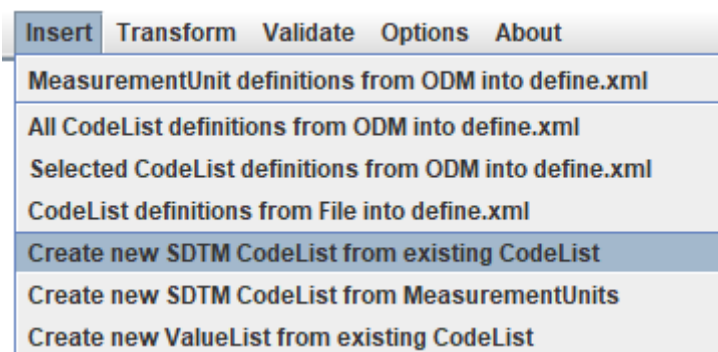 Insert Transform Validate Options About
MeasurementUnit definitions from ODM into define.xml
All CodeList definitions from ODM into define.xml
Selected CodeList definitions from ODM into define.xml
CodeList definitions from File into define.xml
Create new SDTM CodeList from existing CodeList
Create new SDTM CodeList from MeasurementUnits
Create new ValueList from existing CodeList